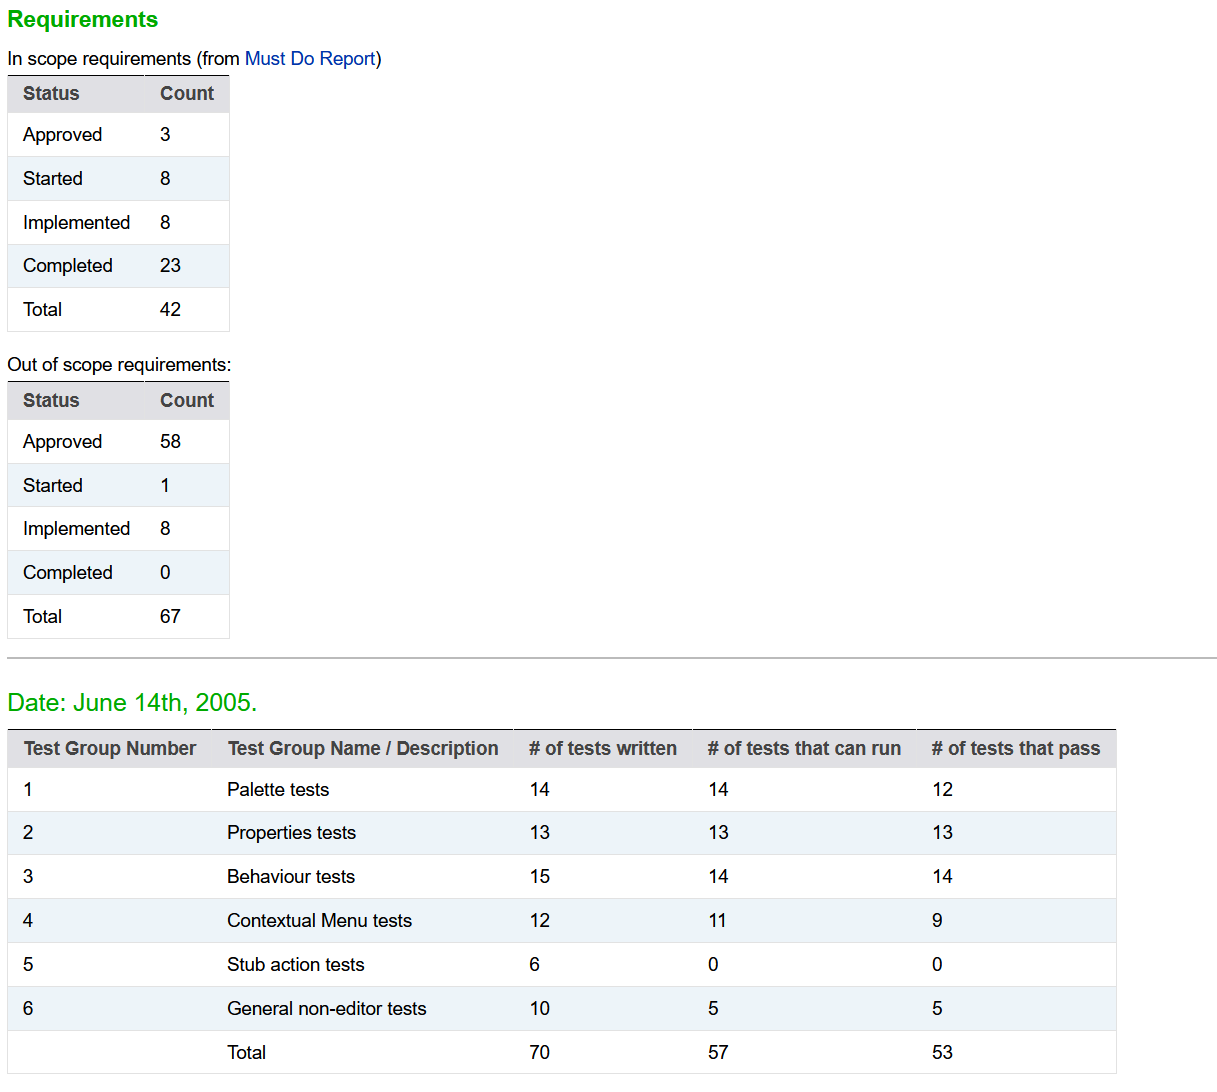 Requirements
In scope requirements (from Must Do Report)
Status Count
Approved 3
Started 8
Implemented 8
Completed 23
Total 42
Out of scope requirements:
Status Count
Approved 58
Started 1
Implemented 8
Completed 0
Total 67
Date: June 14th, 2005.
Test Group Number Test Group Name / Description # of tests written # of tests that can run # of tests that pass
1 Palette tests 14 14 12
2 Properties tests 13 13 13
3 Behaviour tests 15 14 14
4 Contextual Menu tests 12 11 9
5 Stub action tests 6 0 0
6 General non-editor tests 10 5 5
Total 70 57 53